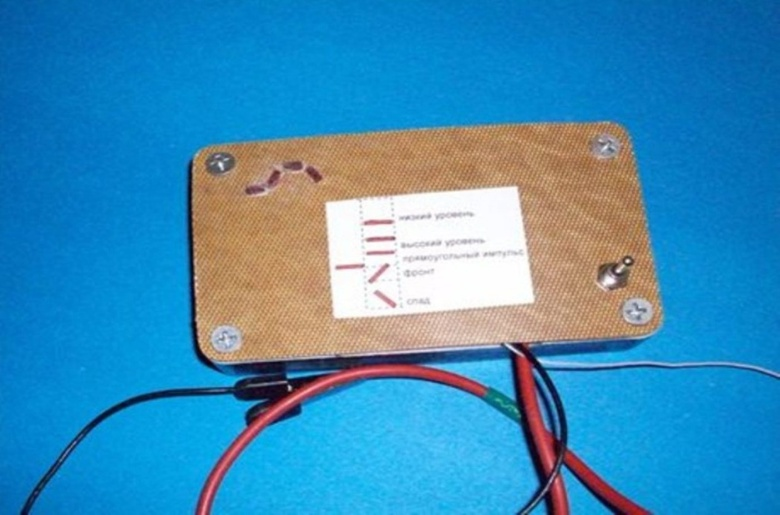 низкий уровень
высокий уровень
прямоугольный импульс
фронт
спад